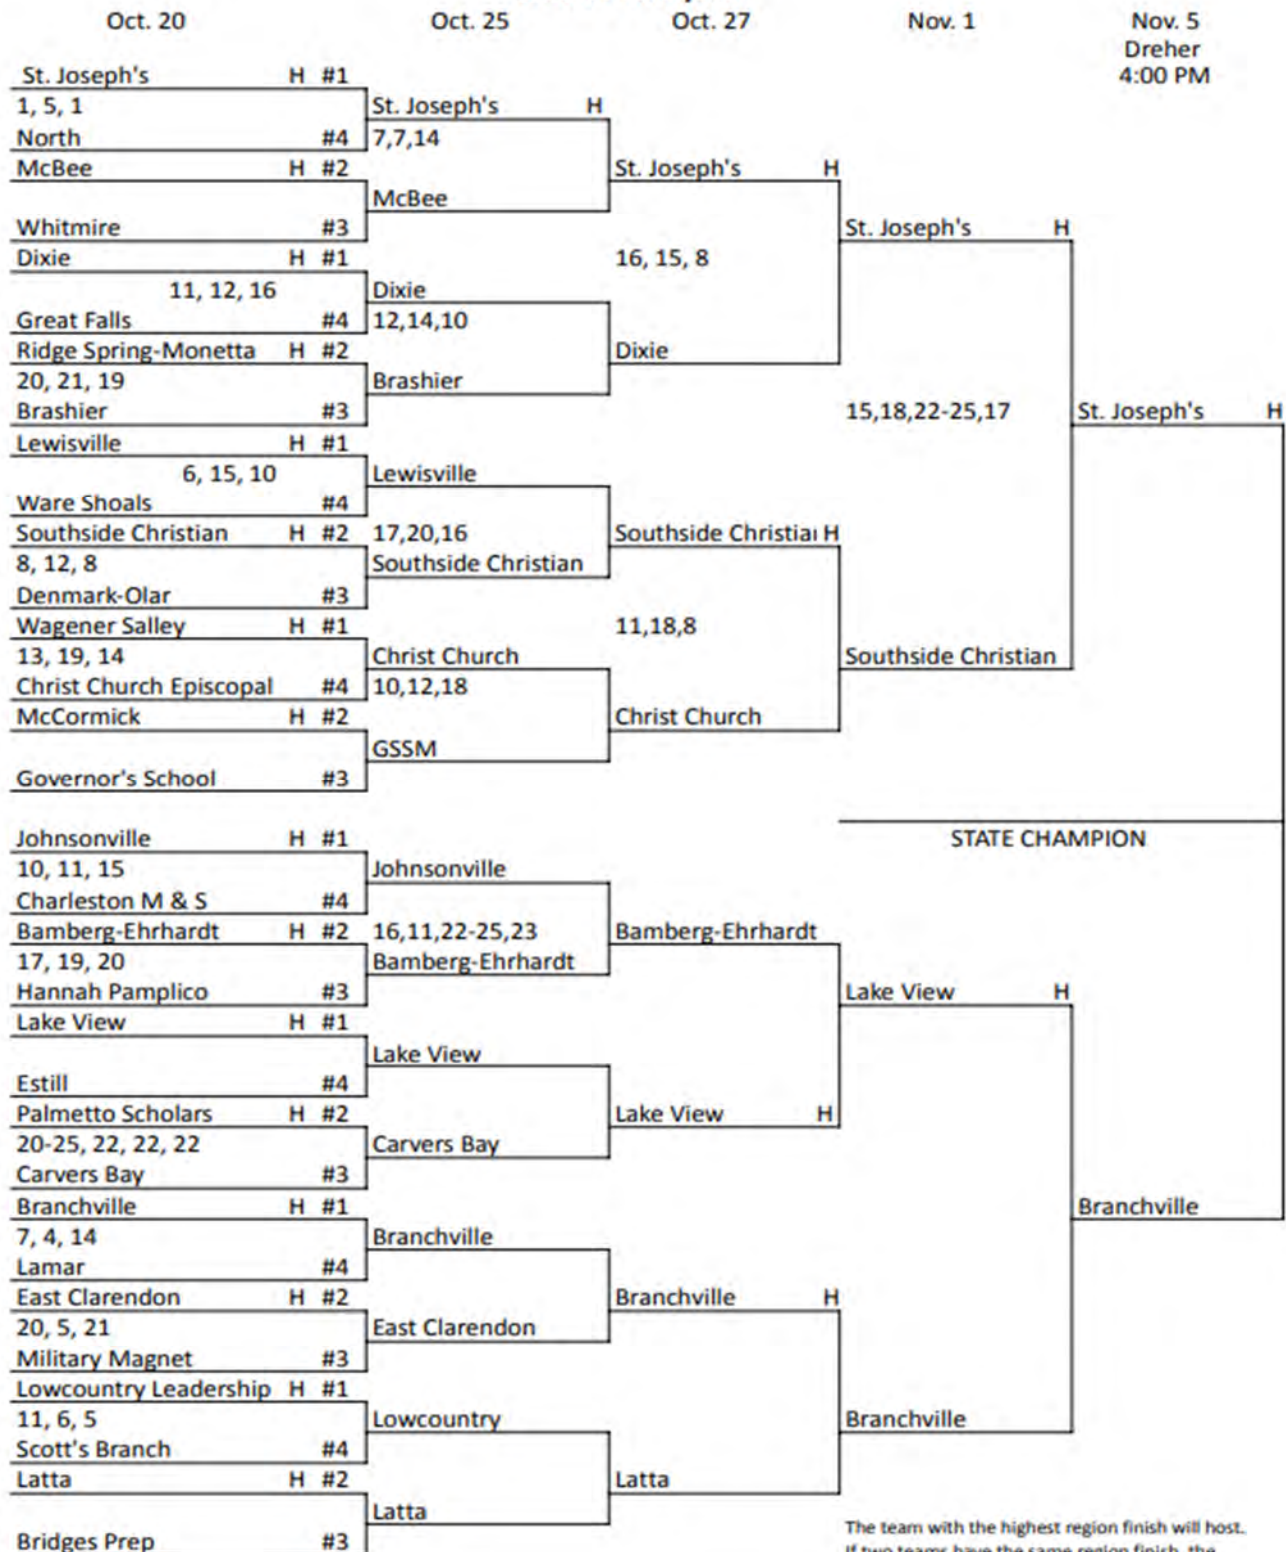 Oct. 20 Oct. 25 Oct. 27 Nov. 1 Nov. 5
Dreher
4:00 PM
St. Joseph's H #1
1, 5, 1 St. Joseph's H
North #4 7,7,14
McBee H #2 St. Joseph's H
McBee
Whitmire #3 St. Joseph's H
Dixie H #1 16, 15, 8
11, 12, 16 Dixie
Great Falls #4 12,14,10
Ridge Spring-Monetta H #2 Dixie
20, 21, 19 Brashier
Brashier #3 15,18,22-25,17 St. Joseph's H
Lewisville H #1
6, 15, 10 Lewisville
Ware Shoals #4
Southside Christian H #2 17,20,16 Southside Christia H
8, 12, 8 Southside Christian
Denmark-Olar #3
Wagener Salley H #1 11,18,8
13, 19, 14 Christ Church Southside Christian
Christ Church Episcopal #4 10,12,18
McCormick H #2 Christ Church
GSSM
Governor's School #3
Johnsonville H #1 STATE CHAMPION
10, 11, 15 Johnsonville
Charleston M & S #4
Bamberg-Ehrhardt H #2 16,11,22-25,23 Bamberg-Ehrhardt
17, 19, 20 Bamberg-Ehrhardt
Hannah Pamplico #3 Lake View H
Lake View H #1
Lake View
Estill #4
Palmetto Scholars H #2 Lake View H
20-25, 22, 22, 22 Carvers Bay
Carvers Bay #3
Branchville H #1 Branchville
7, 4, 14 Branchville
Lamar #4
East Clarendon H #2 Branchville H
20, 5, 21 East Clarendon
Military Magnet #3
Lowcountry Leadership H #1
11, 6, 5 Lowcountry Branchville
Scott's Branch #4
Latta H #2 Latta
Latta
The team with the highest region finish will host.
Bridges Prep #3
If two teams have the same region finish, the